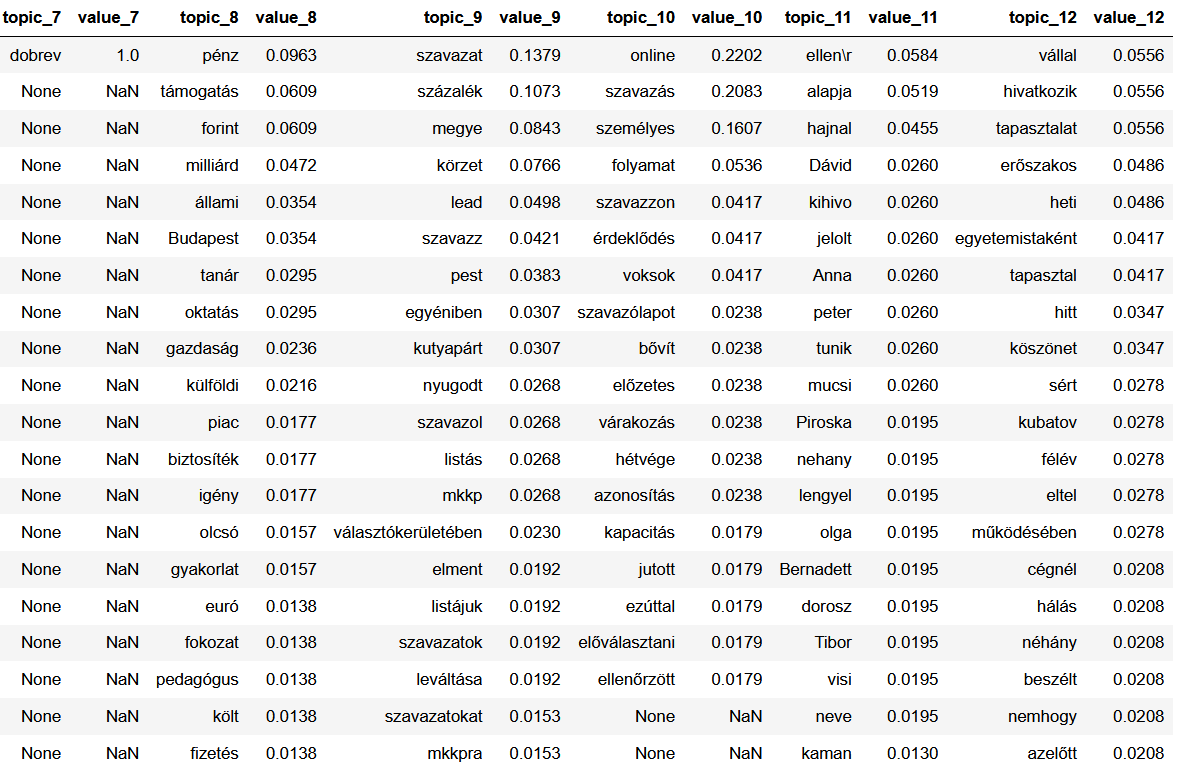 topic_7 value_7 topic_8 value_8 topic_9 value_9 topic_10 value_10 topic_11 value_11 topic_12 value_12
dobrev 1.0 pénz 0.0963 szavazat 0.1379 online 0.2202 ellen\r 0.0584 vállal 0.0556
None NaN támogatás 0.0609 százalék 0.1073 szavazás 0.2083 alapja 0.0519 hivatkozik 0.0556
None NaN forint 0.0609 megye 0.0843 személyes 0.1607 hajnal 0.0455 tapasztalat 0.0556
None NaN milliárd 0.0472 körzet 0.0766 folyamat 0.0536 Dávid 0.0260 erőszakos 0.0486
None NaN állami 0.0354 lead 0.0498 szavazzon 0.0417 kihivo 0.0260 heti 0.0486
None NaN Budapest 0.0354 szavazz 0.0421 érdeklődés 0.0417 jelolt 0.0260 egyetemistaként 0.0417
None NaN tanár 0.0295 pest 0.0383 voksok 0.0417 Anna 0.0260 tapasztal 0.0417
None NaN oktatás 0.0295 egyéniben 0.0307 szavazólapot 0.0238 peter 0.0260 hitt 0.0347
None NaN gazdaság 0.0236 kutyapárt 0.0307 bővít 0.0238 tunik 0.0260 köszönet 0.0347
None NaN külföldi 0.0216 nyugodt 0.0268 előzetes 0.0238 mucsi 0.0260 sért 0.0278
None NaN piac 0.0177 szavazol 0.0268 várakozás 0.0238 Piroska 0.0195 kubatov 0.0278
None NaN biztosíték 0.0177 listás 0.0268 hétvége 0.0238 nehany 0.0195 félév 0.0278
None NaN igény 0.0177 mkkp 0.0268 azonosítás 0.0238 lengyel 0.0195 eltel 0.0278
None NaN olcsó 0.0157 választókerületében 0.0230 kapacitás 0.0179 olga 0.0195 működésében 0.0278
None NaN gyakorlat 0.0157 elment 0.0192 jutott 0.0179 Bernadett 0.0195 cégnél 0.0208
None NaN euró 0.0138 listájuk 0.0192 ezúttal 0.0179 dorosz 0.0195 hálás 0.0208
None NaN fokozat 0.0138 szavazatok 0.0192 előválasztani 0.0179 Tibor 0.0195 néhány 0.0208
None NaN pedagógus 0.0138 leváltása 0.0192 ellenőrzött 0.0179 visi 0.0195 beszélt 0.0208
None NaN költ 0.0138 szavazatokat 0.0153 None NaN neve 0.0195 nemhogy 0.0208
None NaN fizetés 0.0138 mkkpra 0.0153 None NaN kaman 0.0130 azelőtt 0.0208